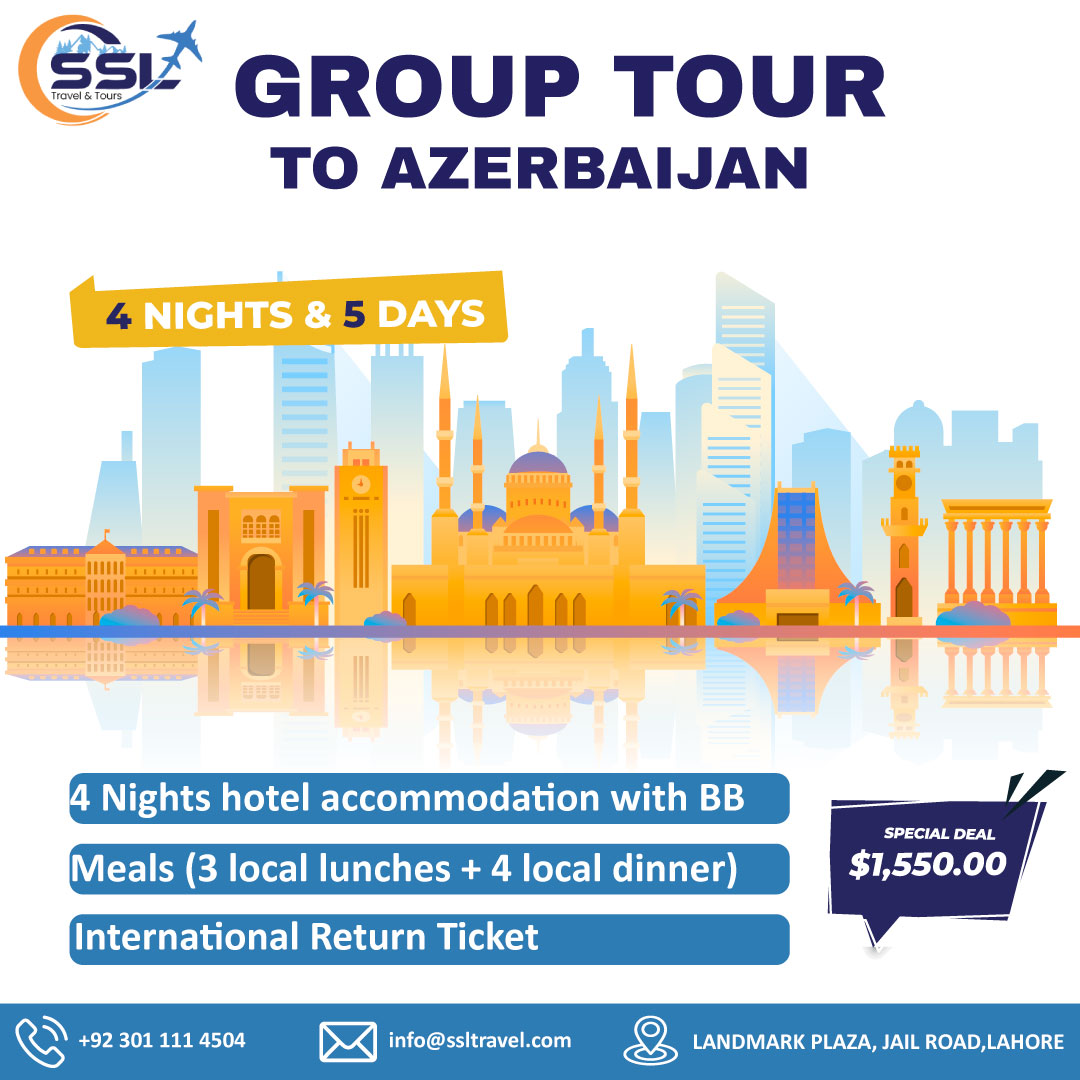 SSL
Travel & Tours
GROUP TOUR
TO AZERBAIJAN
4 NIGHTS & 5 DAYS
4 Nights hotel accommodation with BB
Meals (3 local lunches + 4 local dinner)
International Return Ticket
SPECIAL DEAL
$1,550.00
+92 301 111 4504
info@ssltravel.com
LANDMARK PLAZA, JAIL ROAD,LAHORE